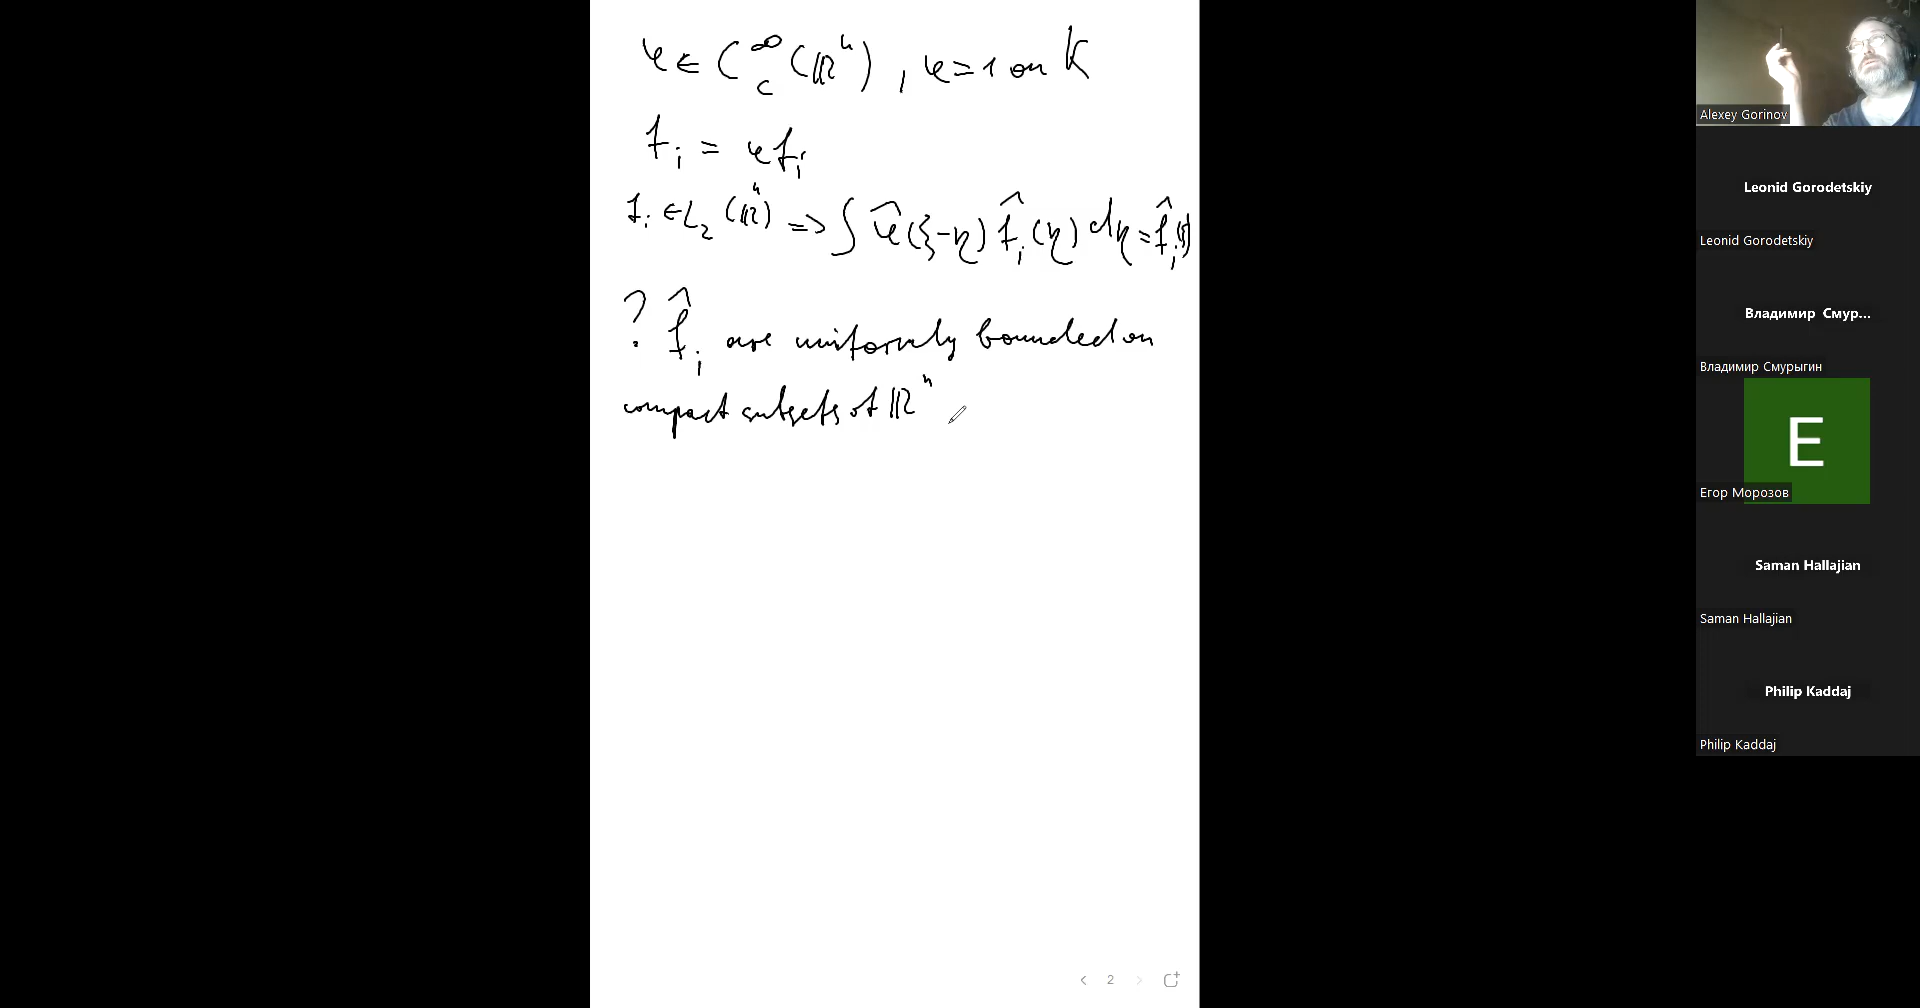 φ ∈ C_c^∞(ℝ^n), φ = 1 on K
f_i = φf_i
f_i ∈ L_2(ℝ^n) => ∫ φ̂(ξ-η) f̂_i(η) dη = f̂_i(ξ)
? f̂_i are uniformly bounded on
compact subsets of ℝ^n
< 2 >
Alexey Gorinov
Leonid Gorodetskiy
Leonid Gorodetskiy
Владимир Смур...
Владимир Смурыгин
E
Егор Морозов
Saman Hallajian
Saman Hallajian
Philip Kaddaj
Philip Kaddaj